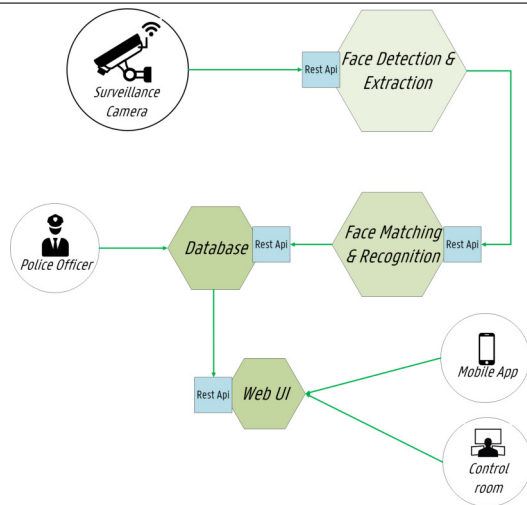 Surveillance
Camera
Rest Api
Face Detection &
Extraction
Police Officer
Database
Rest Api
Face Matching
& Recognition
Rest Api
Rest Api
Web UI
Mobile App
Control
room